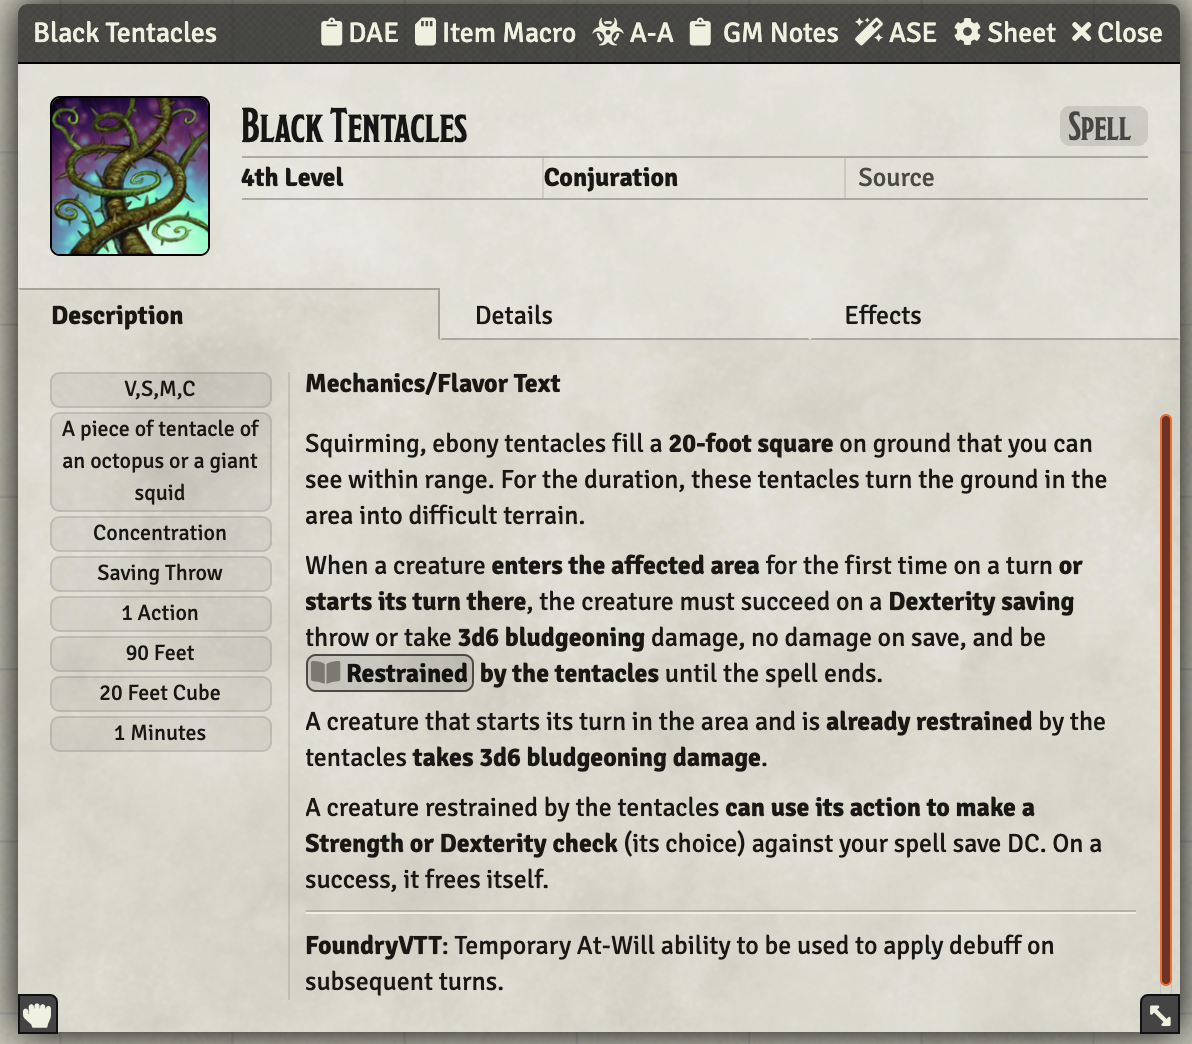 Black Tentacles DAE Item Macro A-A GM Notes ASE Sheet Close
Black Tentacles
Spell
4th Level Conjuration Source
Description Details Effects
V,S,M,C
A piece of tentacle of
an octopus or a giant
squid
Concentration
Saving Throw
1 Action
90 Feet
20 Feet Cube
1 Minutes
Mechanics/Flavor Text
Squirming, ebony tentacles fill a 20-foot square on ground that you can
see within range. For the duration, these tentacles turn the ground in the
area into difficult terrain.
When a creature enters the affected area for the first time on a turn or
starts its turn there, the creature must succeed on a Dexterity saving
throw or take 3d6 bludgeoning damage, no damage on save, and be
Restrained by the tentacles until the spell ends.
A creature that starts its turn in the area and is already restrained by the
tentacles takes 3d6 bludgeoning damage.
A creature restrained by the tentacles can use its action to make a
Strength or Dexterity check (its choice) against your spell save DC. On a
success, it frees itself.
FoundryVTT: Temporary At-Will ability to be used to apply debuff on
subsequent turns.